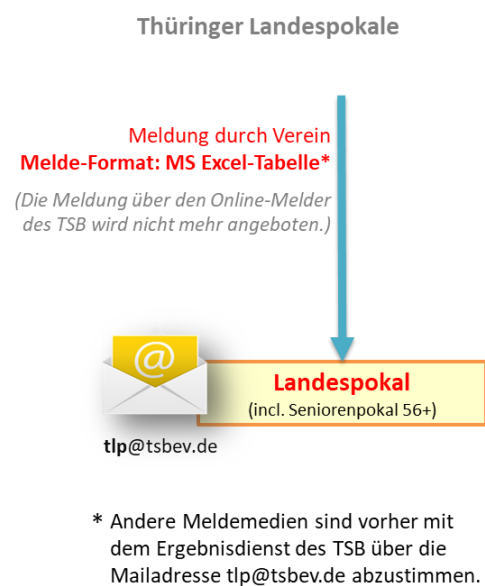 Thüringer Landespokale
Meldung durch Verein
Melde-Format: MS Excel-Tabelle*
(Die Meldung über den Online-Melder
des TSB wird nicht mehr angeboten.)
@
Landespokal
(incl. Seniorenpokal 56+)
tlp@tsbev.de
* Andere Meldemedien sind vorher mit
dem Ergebnisdienst des TSB über die
Mailadresse tlp@tsbev.de abzustimmen.